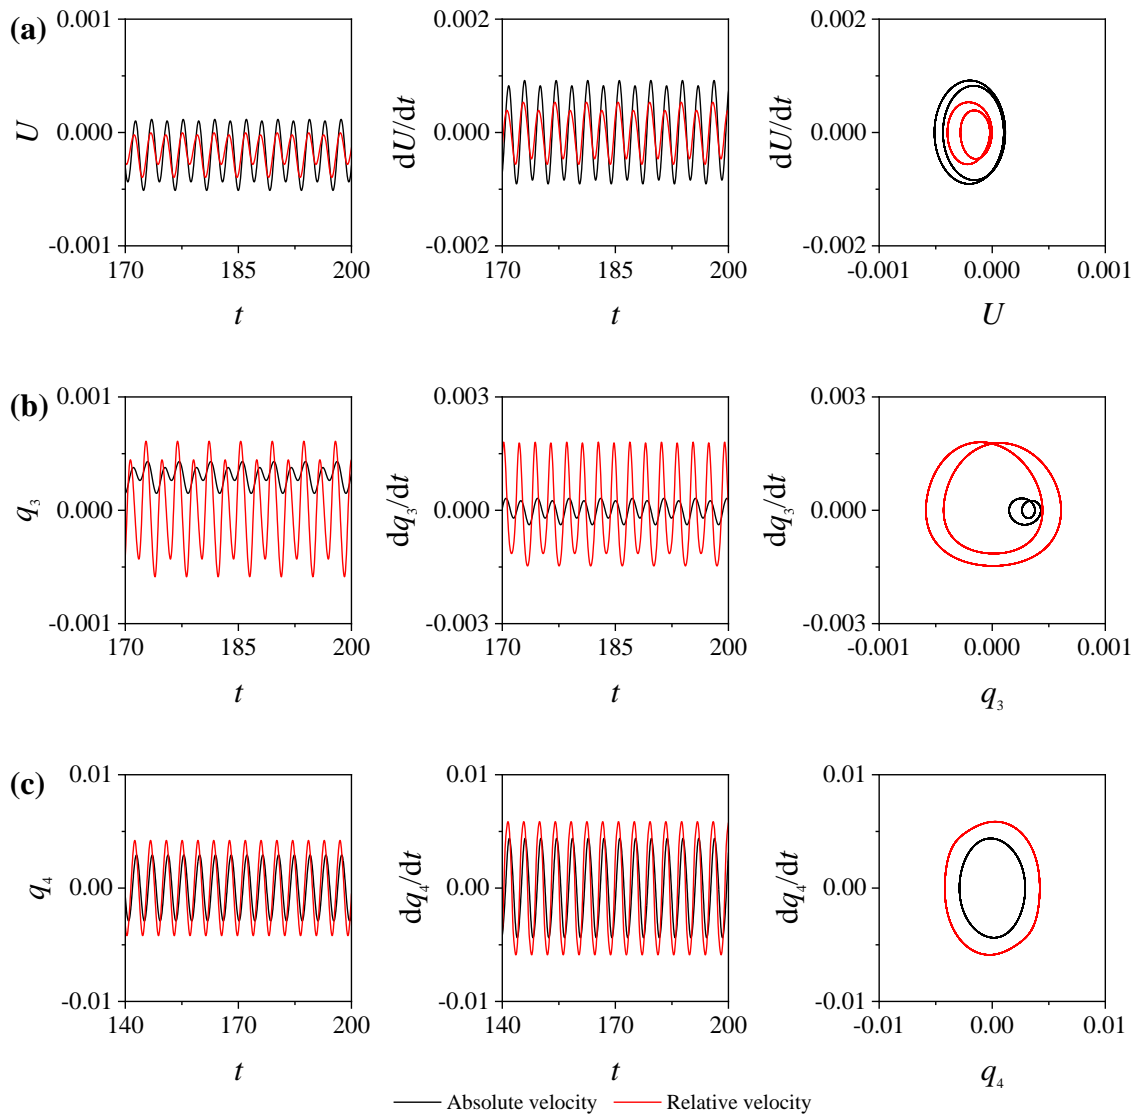 (a)
U
0.001
0.000
-0.001
170 185 200
t
dU/dt
0.002
0.000
-0.002
170 185 200
t
dU/dt
0.002
0.000
-0.002
-0.001 0.000 0.001
U
(b)
q₃
0.001
0.000
-0.001
170 185 200
t
dq₃/dt
0.003
0.000
-0.003
170 185 200
t
dq₃/dt
0.003
0.000
-0.003
-0.001 0.000 0.001
q₃
(c)
q₄
0.01
0.00
-0.01
140 170 200
t
dq₄/dt
0.01
0.00
-0.01
140 170 200
t
dq₄/dt
0.01
0.00
-0.01
-0.01 0.00 0.01
q₄
Absolute velocity Relative velocity